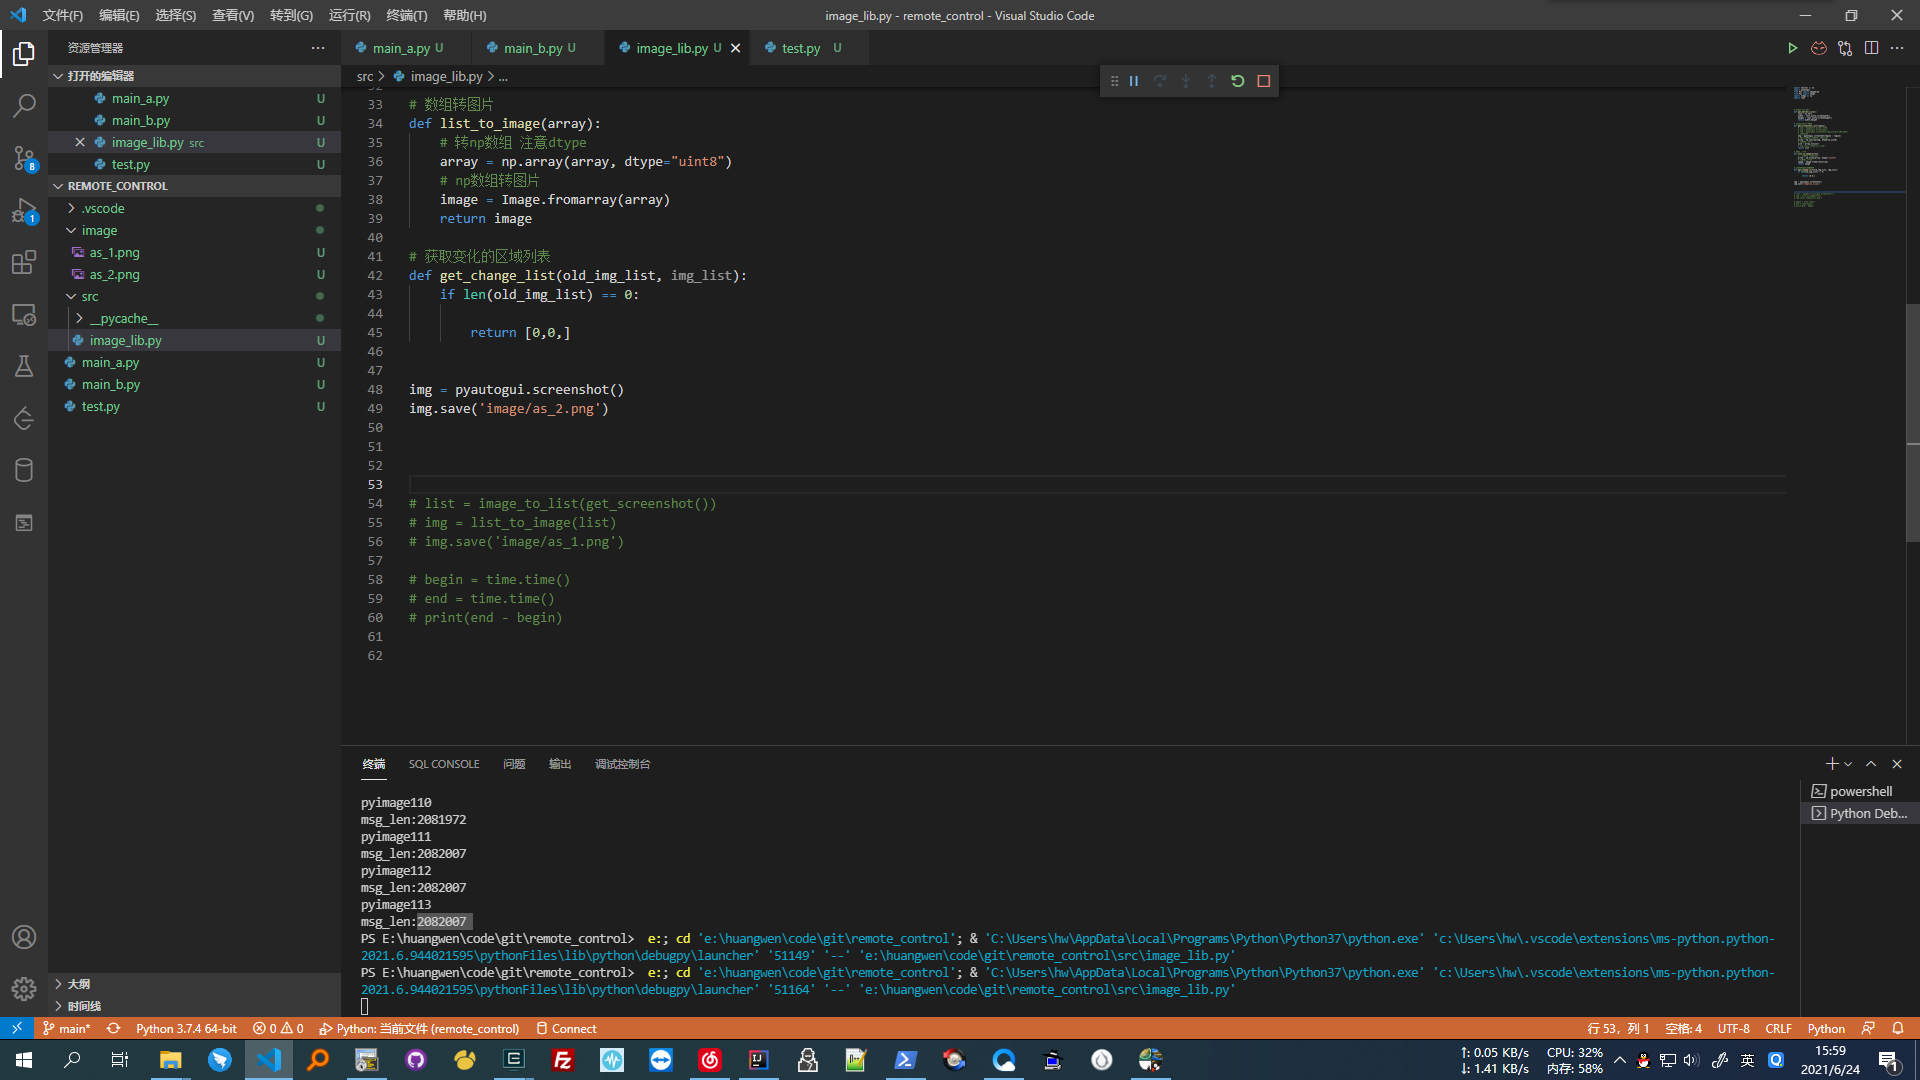 文件(F) 编辑(E) 选择(S) 查看(V) 转到(G) 运行(R) 终端(T) 帮助(H)
image_lib.py - remote_control - Visual Studio Code
资源管理器
打开的编辑器
main_a.py U
main_b.py U
image_lib.py src U
test.py U
REMOTE_CONTROL
.vscode
image
as_1.png U
as_2.png U
src
__pycache__
image_lib.py U
main_a.py U
main_b.py U
test.py U
大纲
时间线
8
1
main_a.py U
main_b.py U
image_lib.py U
test.py U
src > image_lib.py > ...
33 # 数组转图片
34 def list_to_image(array):
35 # 转np数组 注意dtype
36 array = np.array(array, dtype="uint8")
37 # np数组转图片
38 image = Image.fromarray(array)
39 return image
40
41 # 获取变化的区域列表
42 def get_change_list(old_img_list, img_list):
43 if len(old_img_list) == 0:
44
45 return [0,0,]
46
47
48 img = pyautogui.screenshot()
49 img.save('image/as_2.png')
50
51
52
53
54 # list = image_to_list(get_screenshot())
55 # img = list_to_image(list)
56 # img.save('image/as_1.png')
57
58 # begin = time.time()
59 # end = time.time()
60 # print(end - begin)
61
62
终端 SQL CONSOLE 问题 输出 调试控制台
pyimage110
msg_len:2081972
pyimage111
msg_len:2082007
pyimage112
msg_len:2082007
pyimage113
msg_len:2082007
PS E:\huangwen\code\git\remote_control> e:; cd 'e:\huangwen\code\git\remote_control'; & 'C:\Users\hw\AppData\Local\Programs\Python\Python37\python.exe' 'c:\Users\hw\.vscode\extensions\ms-python.python-
2021.6.944021595\pythonFiles\lib\python\debugpy\launcher' '51149' '--' 'e:\huangwen\code\git\remote_control\src\image_lib.py'
PS E:\huangwen\code\git\remote_control> e:; cd 'e:\huangwen\code\git\remote_control'; & 'C:\Users\hw\AppData\Local\Programs\Python\Python37\python.exe' 'c:\Users\hw\.vscode\extensions\ms-python.python-
2021.6.944021595\pythonFiles\lib\python\debugpy\launcher' '51164' '--' 'e:\huangwen\code\git\remote_control\src\image_lib.py'
powershell
Python Deb...
main* Python 3.7.4 64-bit 0 0 Python: 当前文件 (remote_control) Connect
行 53，列 1 空格: 4 UTF-8 CRLF Python
↑: 0.05 KB/s CPU: 32%
↓: 1.41 KB/s 内存: 58%
英
15:59
2021/6/24
1